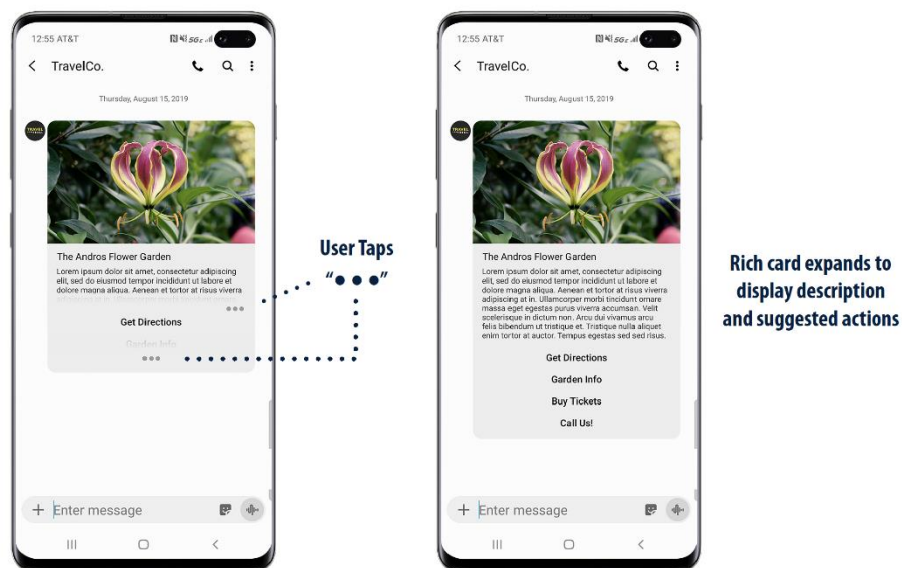 12:55 AT&T
5GE
TravelCo.
Thursday, August 15, 2019
TRAVEL
The Andros Flower Garden
Lorem ipsum dolor sit amet, consectetur adipiscing
elit, sed do eiusmod tempor incididunt ut labore et
dolore magna aliqua. Aenean et tortor at risus viverra
Get Directions
Garden Info
Enter message
User Taps
“•••”
12:55 AT&T
5GE
TravelCo.
Thursday, August 15, 2019
TRAVEL
The Andros Flower Garden
Lorem ipsum dolor sit amet, consectetur adipiscing
elit, sed do eiusmod tempor incididunt ut labore et
dolore magna aliqua. Aenean et tortor at risus viverra
adipiscing at in. Ullamcorper morbi tincidunt ornare
massa eget egestas purus viverra accumsan. Velit
scelerisque in dictum non. Arcu dui vivamus arcu
felis bibendum ut tristique et. Tristique nulla aliquet
enim tortor at auctor. Tempus egestas sed sed risus.
Get Directions
Garden Info
Buy Tickets
Call Us!
Enter message
Rich card expands to
display description
and suggested actions